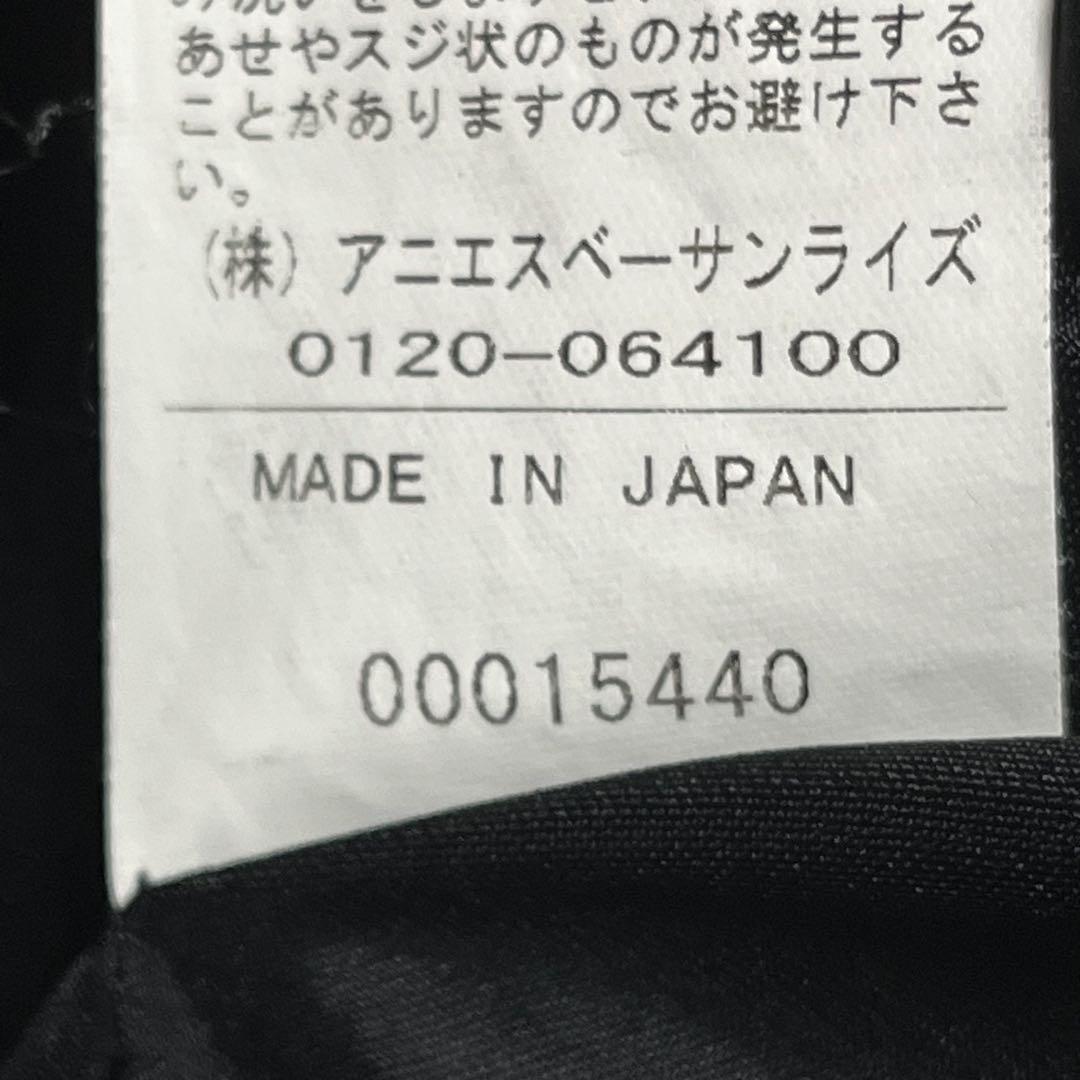 あせやスジ状のものが発生する
ことがありますのでお避け下さ
い。
(株)アニエスベーサンライズ
0120-064100
MADE IN JAPAN
00015440